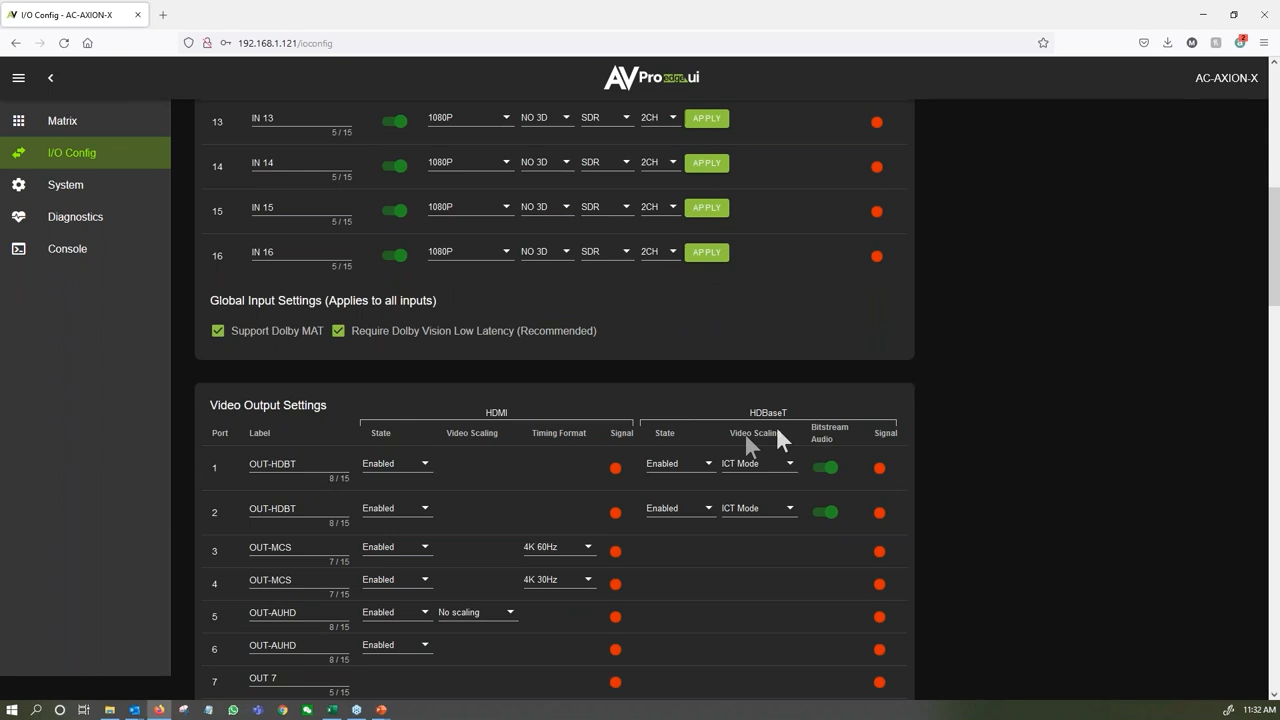 I/O Config - AC-AXION-X
192.168.1.121/ioconfig
M
2
AVPro edge.ui
AC-AXION-X
Matrix
I/O Config
System
Diagnostics
Console
13 IN 13 1080P NO 3D SDR 2CH APPLY
5 / 15
14 IN 14 1080P NO 3D SDR 2CH APPLY
5 / 15
15 IN 15 1080P NO 3D SDR 2CH APPLY
5 / 15
16 IN 16 1080P NO 3D SDR 2CH APPLY
5 / 15
Global Input Settings (Applies to all inputs)
Support Dolby MAT Require Dolby Vision Low Latency (Recommended)
Video Output Settings
HDMI HDBaseT
Port Label State Video Scaling Timing Format Signal State Video Scaling Bitstream Audio Signal
1 OUT-HDBT Enabled Enabled ICT Mode
8 / 15
2 OUT-HDBT Enabled Enabled ICT Mode
8 / 15
3 OUT-MCS Enabled 4K 60Hz
7 / 15
4 OUT-MCS Enabled 4K 30Hz
7 / 15
5 OUT-AUHD Enabled No scaling
8 / 15
6 OUT-AUHD Enabled
8 / 15
7 OUT 7
5 / 15
11:32 AM